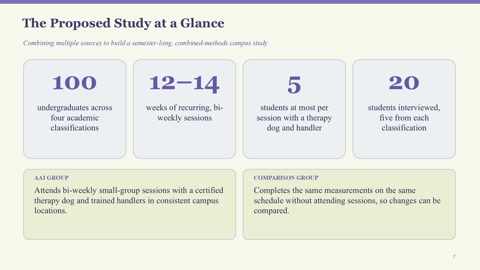 The Proposed Study at a Glance
Combining multiple sources to build a semester-long, combined-methods campus study
100
undergraduates across
four academic
classifications
12–14
weeks of recurring, bi-
weekly sessions
5
students at most per
session with a therapy
dog and handler
20
students interviewed,
five from each
classification
AAI GROUP
Attends bi-weekly small-group sessions with a certified
therapy dog and trained handlers in consistent campus
locations.
COMPARISON GROUP
Completes the same measurements on the same
schedule without attending sessions, so changes can be
compared.